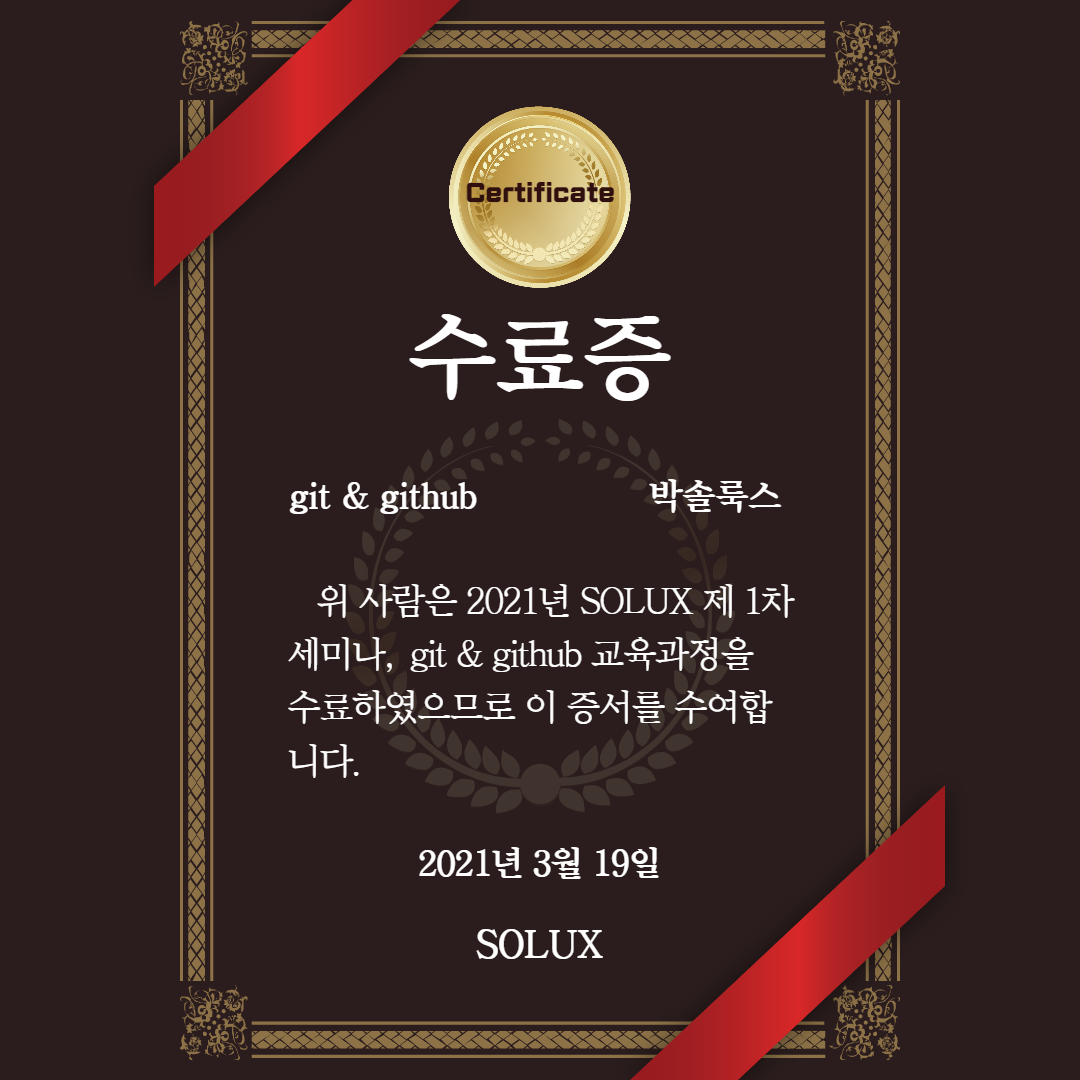 Certificate
수료증
git & github 박솔룩스
위 사람은 2021년 SOLUX 제 1차
세미나, git & github 교육과정을
수료하였으므로 이 증서를 수여합
니다.
2021년 3월 19일
SOLUX